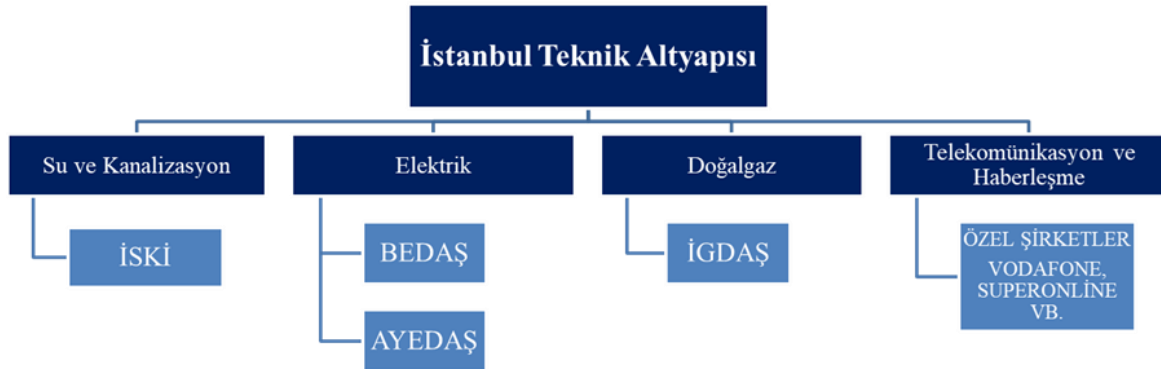 İstanbul Teknik Altyapısı
Su ve Kanalizasyon
İSKİ
Elektrik
BEDAŞ
AYEDAŞ
Doğalgaz
İGDAŞ
Telekomünikasyon ve
Haberleşme
ÖZEL ŞİRKETLER
VODAFONE,
SUPERONLİNE
VB.